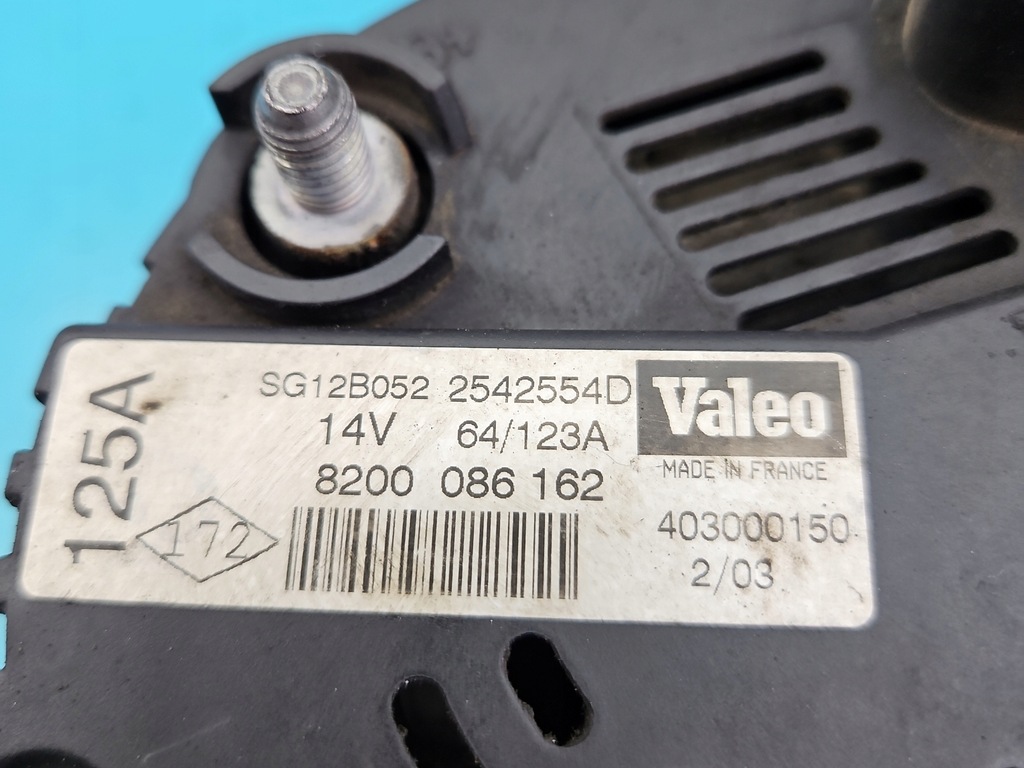 125A
SG12B052 2542554D
14V 64/123A
8200 086 162
172
Valeo
MADE IN FRANCE
403000150
2/03